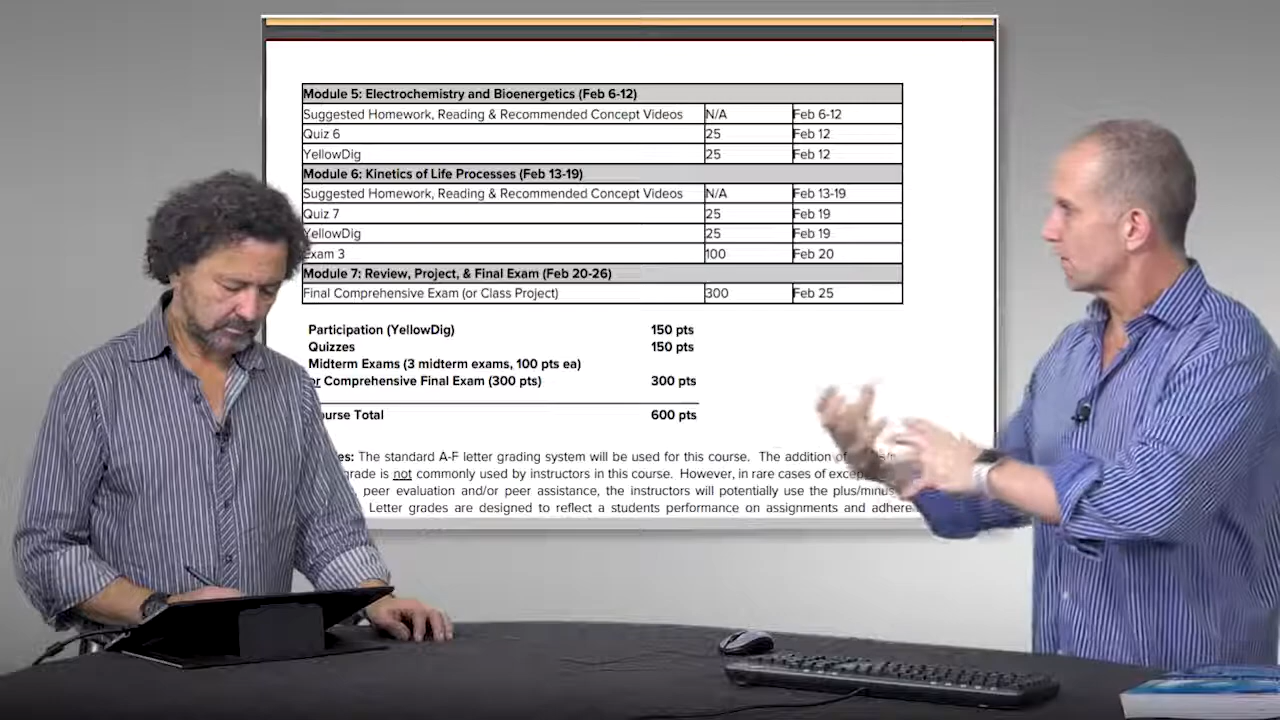 Module 5: Electrochemistry and Bioenergetics (Feb 6-12)
Suggested Homework, Reading & Recommended Concept Videos N/A Feb 6-12
Quiz 6 25 Feb 12
YellowDig 25 Feb 12
Module 6: Kinetics of Life Processes (Feb 13-19)
Suggested Homework, Reading & Recommended Concept Videos N/A Feb 13-19
Quiz 7 25 Feb 19
YellowDig 25 Feb 19
Exam 3 100 Feb 20
Module 7: Review, Project, & Final Exam (Feb 20-26)
Final Comprehensive Exam (or Class Project) 300 Feb 25
Participation (YellowDig) 150 pts
Quizzes 150 pts
Midterm Exams (3 midterm exams, 100 pts ea)
or Comprehensive Final Exam (300 pts) 300 pts
Course Total 600 pts
The standard A-F letter grading system will be used for this course. The addition of
grade is not commonly used by instructors in this course. However, in rare cases of
peer evaluation and/or peer assistance, the instructors will potentially use the plus/minus
Letter grades are designed to reflect a students performance on assignments and